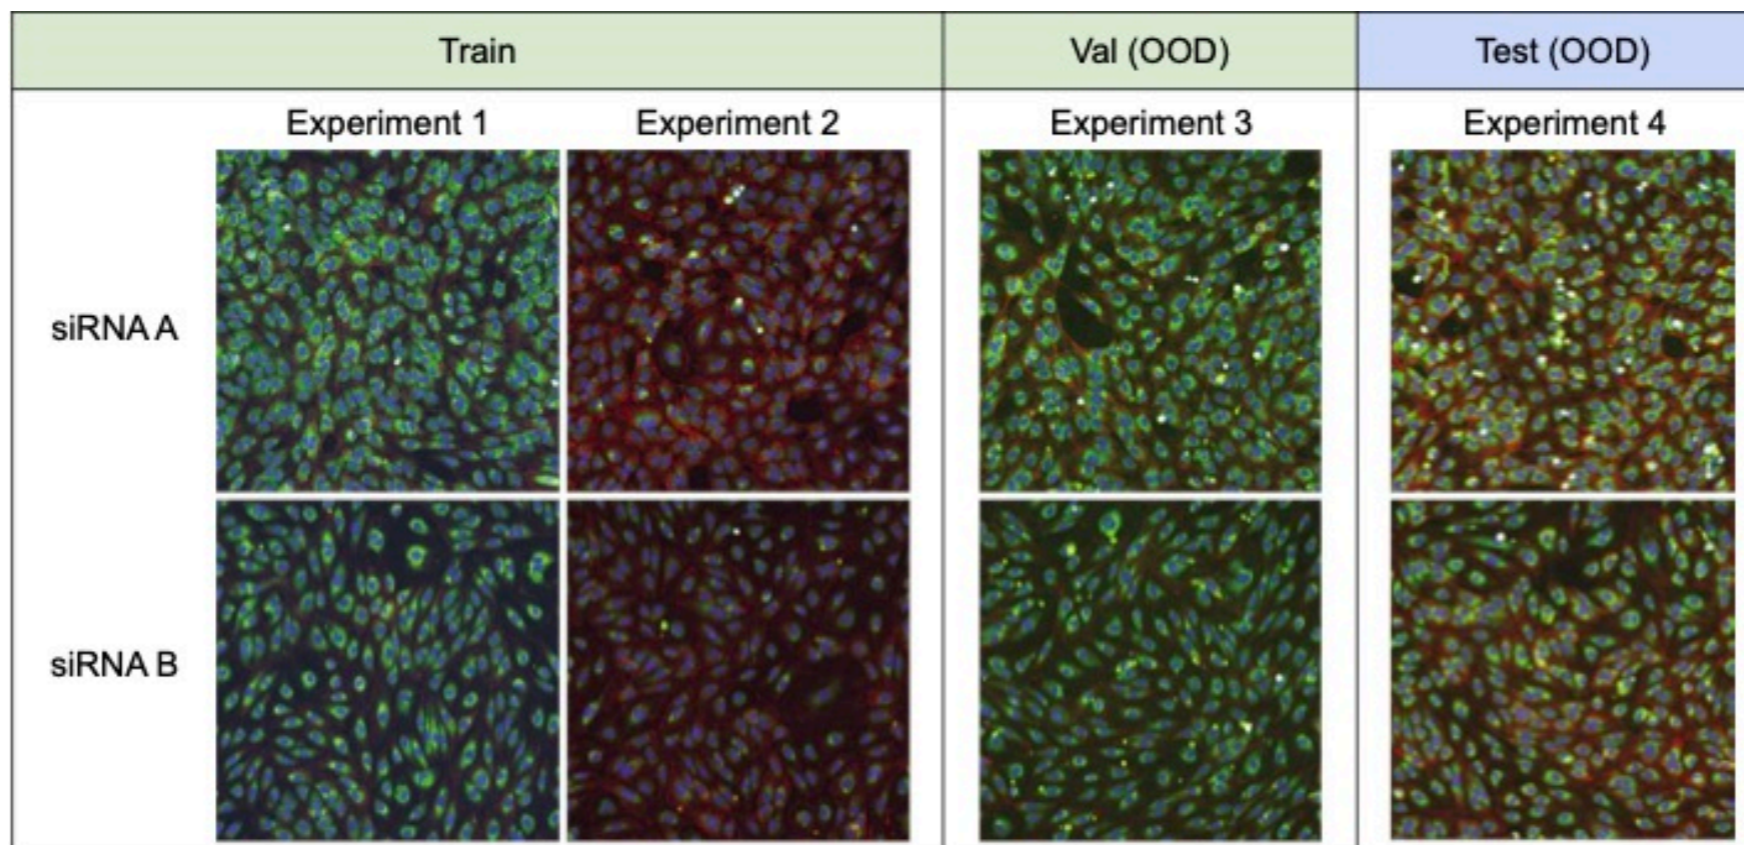 Train Val (OOD) Test (OOD)
Experiment 1 Experiment 2 Experiment 3 Experiment 4
siRNA A
siRNA B